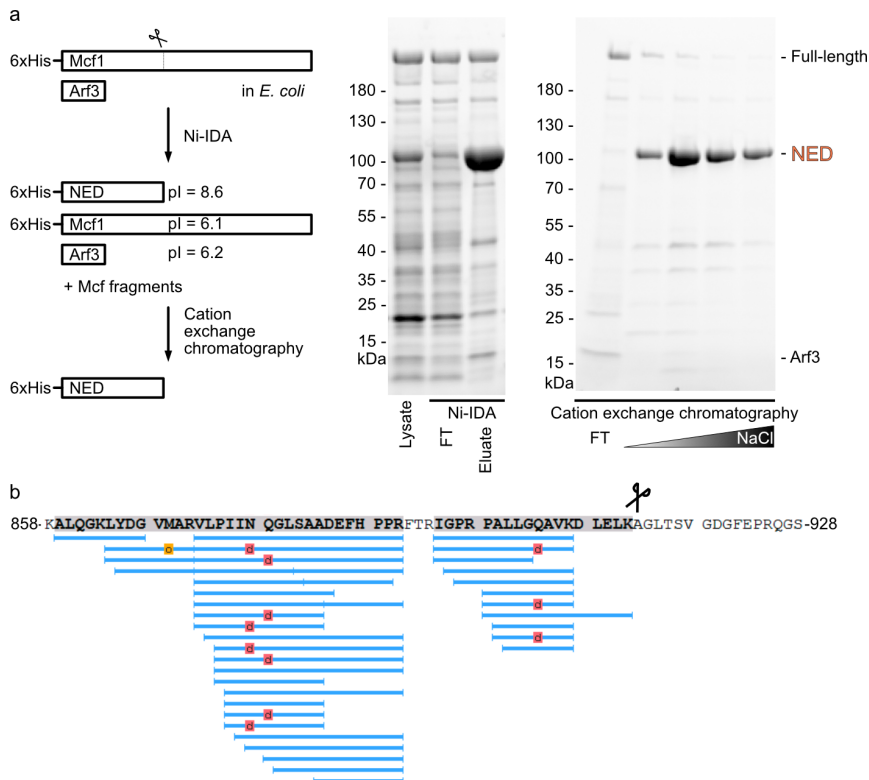 a
6xHis
Mcf1
Arf3
in E. coli
Ni-IDA
6xHis
NED
pI = 8.6
6xHis
Mcf1
pI = 6.1
Arf3
pI = 6.2
+ Mcf fragments
Cation
exchange
chromatography
6xHis
NED
180 -
130 -
100 -
70 -
55 -
40 -
35 -
25 -
15 -
kDa
Lysate
FT
Eluate
Ni-IDA
180 -
130 -
100 -
70 -
55 -
40 -
35 -
25 -
15 -
kDa
- Full-length
- NED
- Arf3
Cation exchange chromatography
FT
NaCl
b
858- KALQGKLYDG VMARVLPIIN QGLSAADEFH PPRFTRIGPR PALLGQAVKD LELKAGLTSV GDGFEPRQGS -928
o d d
d
d d
d
d d
d
d
d